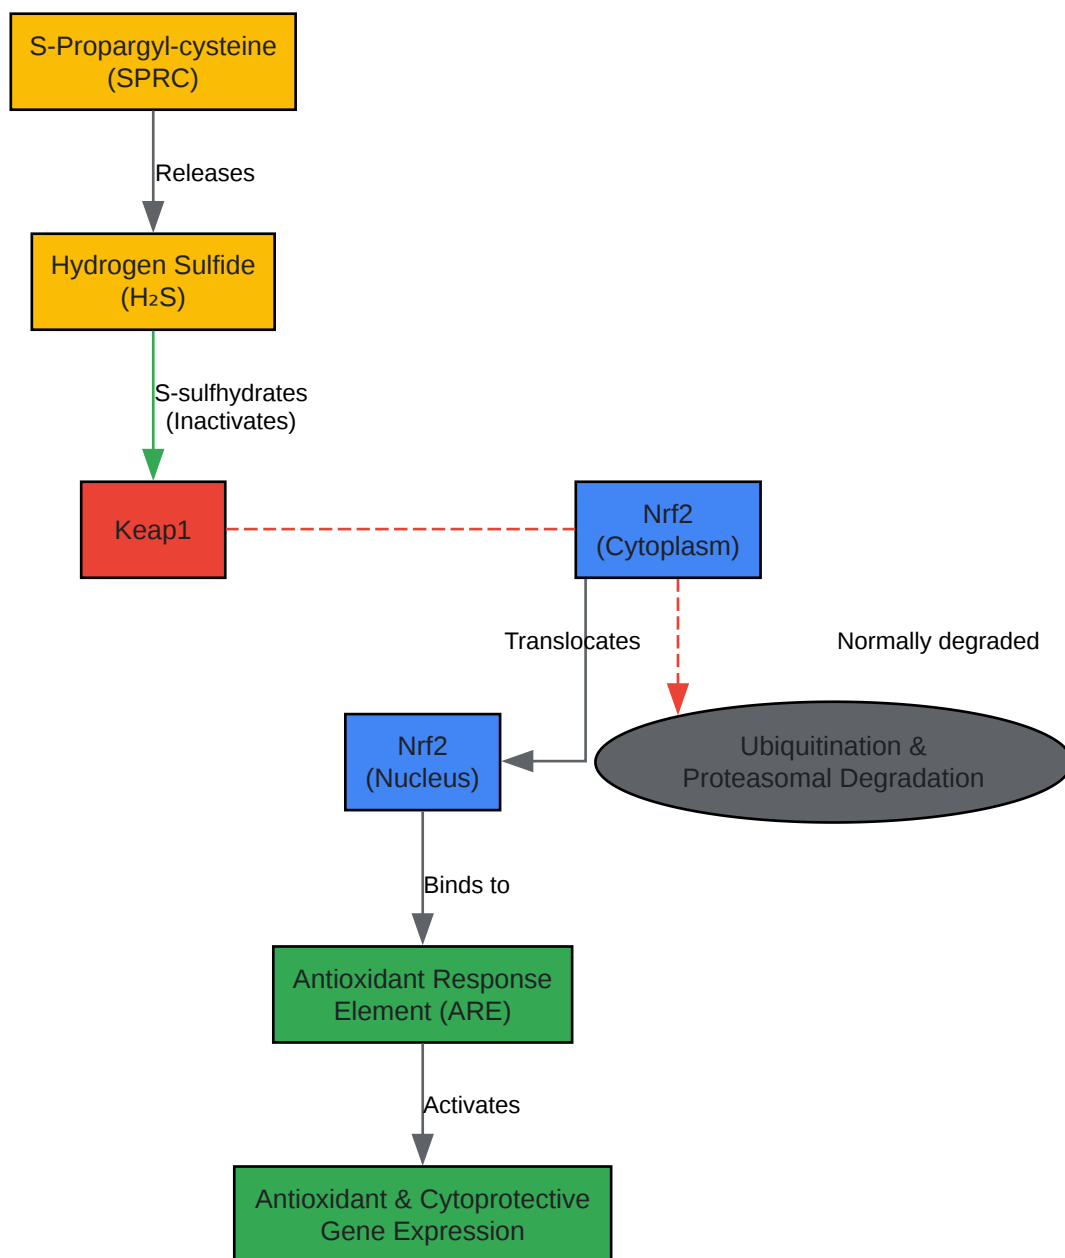 S-Propargyl-cysteine
(SPRC)
Releases
Hydrogen Sulfide
(H₂S)
S-sulfhydrates
(Inactivates)
Keap1
Nrf2
(Cytoplasm)
Translocates
Normally degraded
Nrf2
(Nucleus)
Ubiquitination &
Proteasomal Degradation
Binds to
Antioxidant Response
Element (ARE)
Activates
Antioxidant & Cytoprotective
Gene Expression